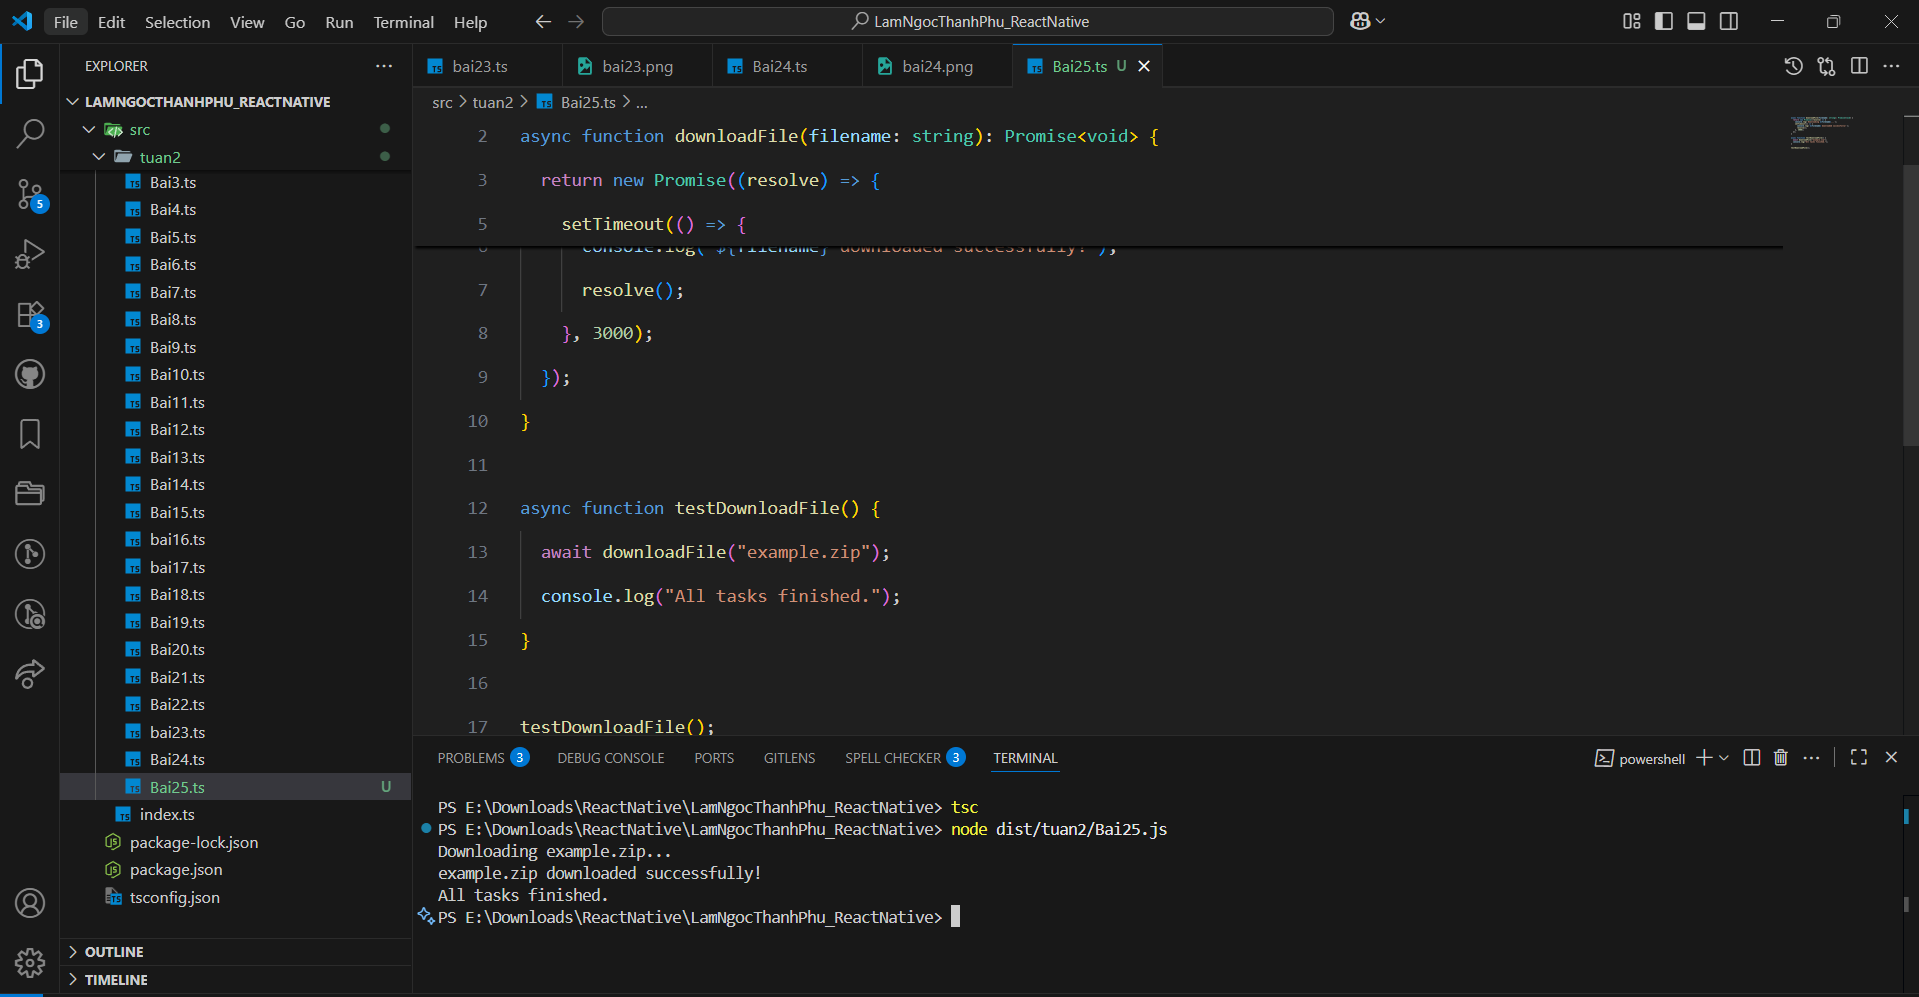 File Edit Selection View Go Run Terminal Help
LamNgocThanhPhu_ReactNative
EXPLORER
LAMNGOCTHANHPHU_REACTNATIVE
src
tuan2
Bai3.ts
Bai4.ts
Bai5.ts
Bai6.ts
Bai7.ts
Bai8.ts
Bai9.ts
Bai10.ts
Bai11.ts
Bai12.ts
Bai13.ts
Bai14.ts
Bai15.ts
bai16.ts
bai17.ts
Bai18.ts
Bai19.ts
Bai20.ts
Bai21.ts
Bai22.ts
bai23.ts
Bai24.ts
Bai25.ts U
index.ts
package-lock.json
package.json
tsconfig.json
OUTLINE
TIMELINE
5
3
bai23.ts bai23.png Bai24.ts bai24.png Bai25.ts U
src > tuan2 > Bai25.ts > ...
2 async function downloadFile(filename: string): Promise<void> {
3 return new Promise((resolve) => {
5 setTimeout(() => {
6 console.log(`${filename} downloaded successfully!`);
7 resolve();
8 }, 3000);
9 });
10 }
11
12 async function testDownloadFile() {
13 await downloadFile("example.zip");
14 console.log("All tasks finished.");
15 }
16
17 testDownloadFile();
PROBLEMS 3 DEBUG CONSOLE PORTS GITLENS SPELL CHECKER 3 TERMINAL
powershell
PS E:\Downloads\ReactNative\LamNgocThanhPhu_ReactNative> tsc
PS E:\Downloads\ReactNative\LamNgocThanhPhu_ReactNative> node dist/tuan2/Bai25.js
Downloading example.zip...
example.zip downloaded successfully!
All tasks finished.
PS E:\Downloads\ReactNative\LamNgocThanhPhu_ReactNative>